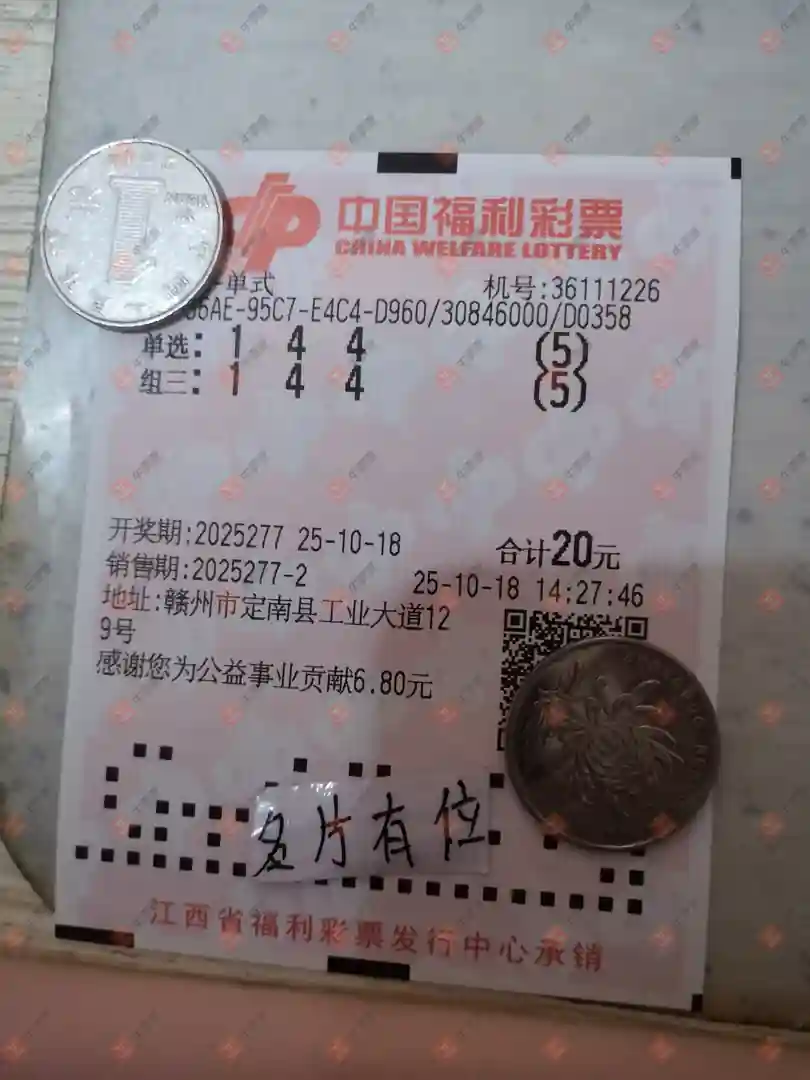 中国福利彩票
CHINA WELFARE LOTTERY
单式 机号:36111226
6AE-95C7-E4C4-D960/30846000/D0358
单选: 1 4 4 (5)
组三: 1 4 4 (5)
开奖期:2025277 25-10-18 合计20元
销售期:2025277-2 25-10-18 14:27:46
地址:赣州市定南县工业大道12
9号
感谢您为公益事业贡献6.80元
片有位
江西省福利彩票发行中心承销